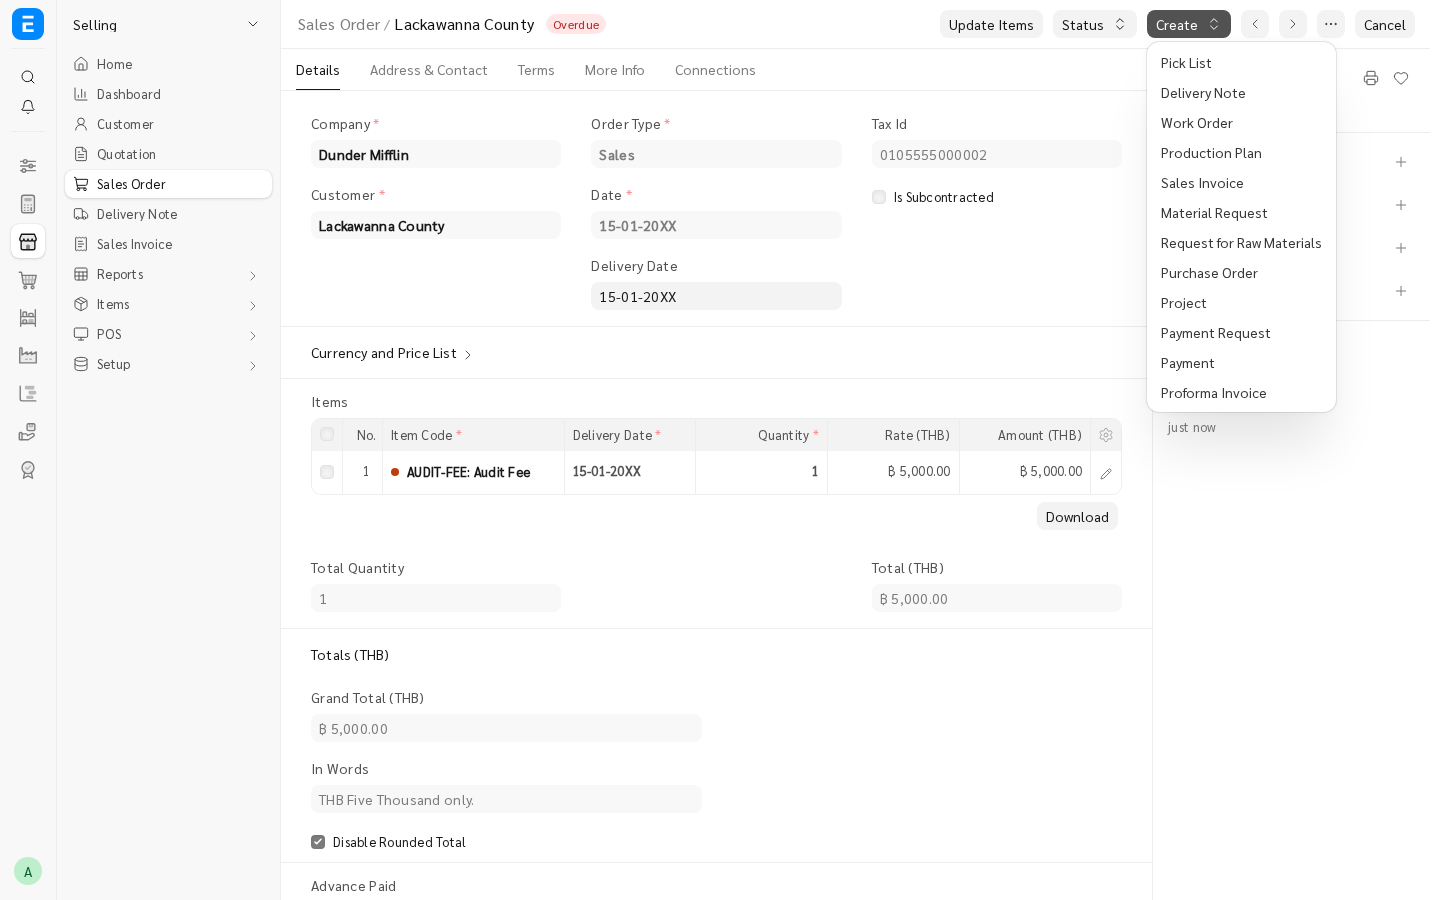 Selling
Home
Dashboard
Customer
Quotation
Sales Order
Delivery Note
Sales Invoice
Reports
Items
POS
Setup
A
Sales Order / Lackawanna County Overdue
Update Items Status Create Cancel
Details Address & Contact Terms More Info Connections
Pick List
Delivery Note
Work Order
Production Plan
Sales Invoice
Material Request
Request for Raw Materials
Purchase Order
Project
Payment Request
Payment
Proforma Invoice
just now
Company * Order Type * Tax Id
Dunder Mifflin Sales 0105555000002
Customer * Date * Is Subcontracted
Lackawanna County 15-01-20XX
Delivery Date
15-01-20XX
Currency and Price List
Items
No. Item Code * Delivery Date * Quantity * Rate (THB) Amount (THB)
1 AUDIT-FEE: Audit Fee 15-01-20XX 1 ฿ 5,000.00 ฿ 5,000.00
Download
Total Quantity Total (THB)
1 ฿ 5,000.00
Totals (THB)
Grand Total (THB)
฿ 5,000.00
In Words
THB Five Thousand only.
Disable Rounded Total
Advance Paid